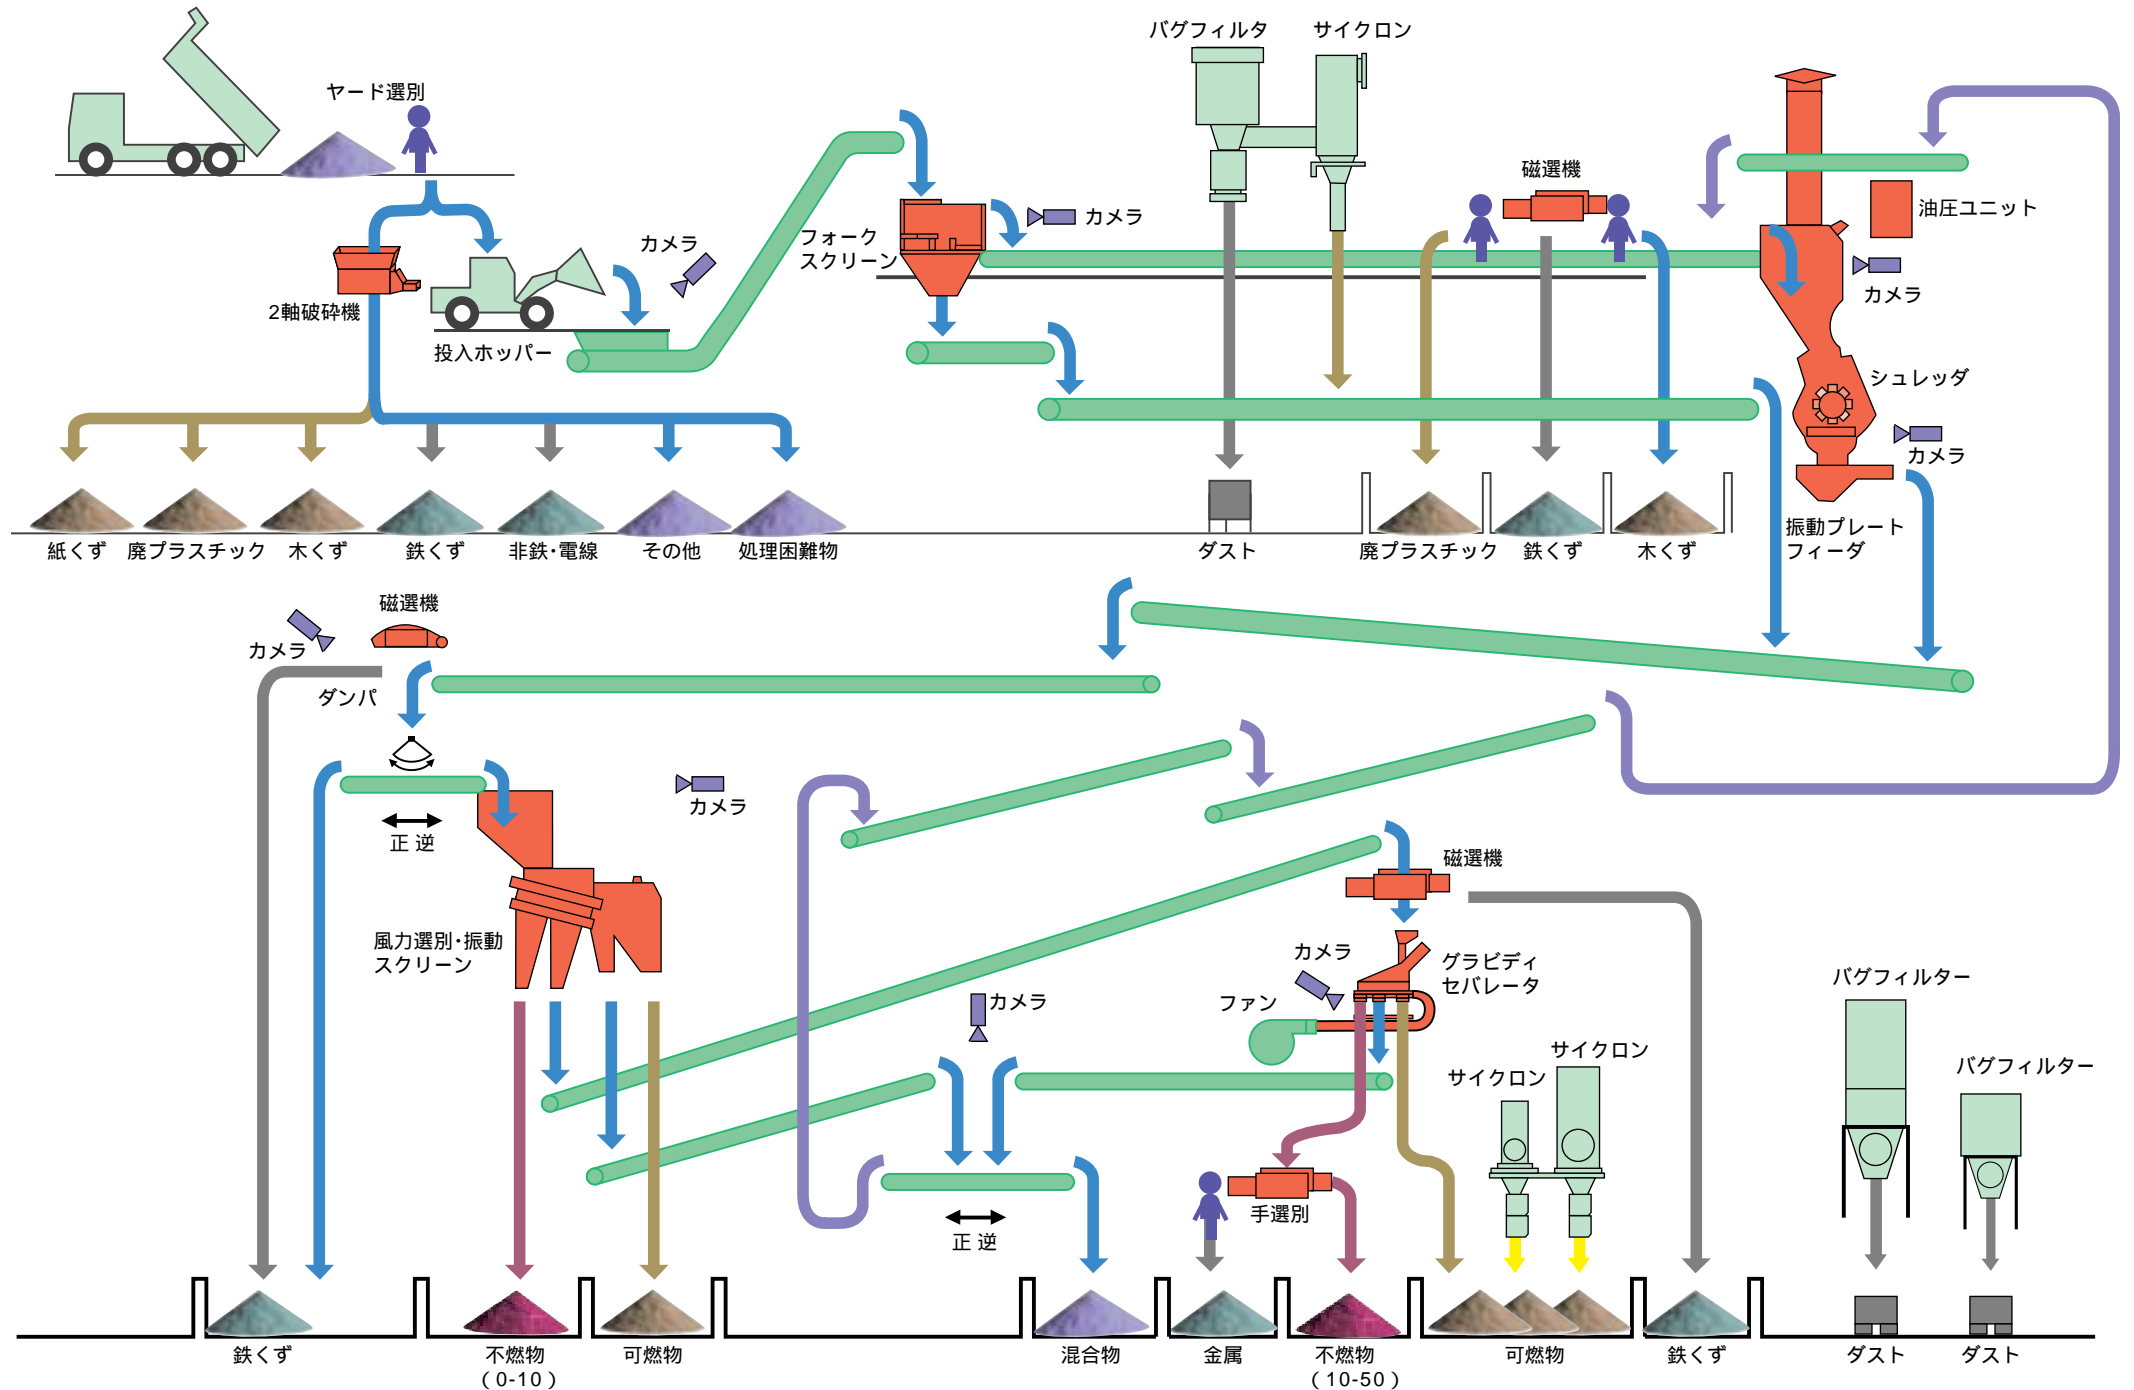 バグフィルタ
サイクロン
ヤード選別
磁選機
油圧ユニット
カメラ
カメラ
フォーク
スクリーン
カメラ
2軸破砕機
投入ホッパー
シュレッダ
カメラ
振動プレート
フィーダ
紙くず
廃プラスチック
木くず
鉄くず
非鉄・電線
その他
処理困難物
ダスト
廃プラスチック
鉄くず
木くず
磁選機
カメラ
ダンパ
カメラ
正 逆
磁選機
風力選別・振動
スクリーン
カメラ
グラビディ
セパレータ
ファン
カメラ
バグフィルター
サイクロン
サイクロン
バグフィルター
手選別
正 逆
鉄くず
不燃物
（0-10）
可燃物
混合物
金属
不燃物
（10-50）
可燃物
鉄くず
ダスト
ダスト